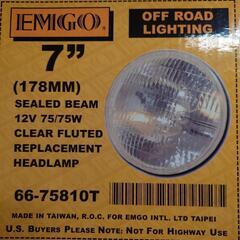 EMGO
OFF ROAD
LIGHTING
7"
(178MM)
SEALED BEAM
12V 75/75W
CLEAR FLUTED
REPLACEMENT
HEADLAMP
66-75810T
MADE IN TAIWAN, R.O.C. FOR EMGO INTL. LTD TAIPEI
U.S. BUYERS PLEASE NOTE: NOT FOR HIGHWAY USE